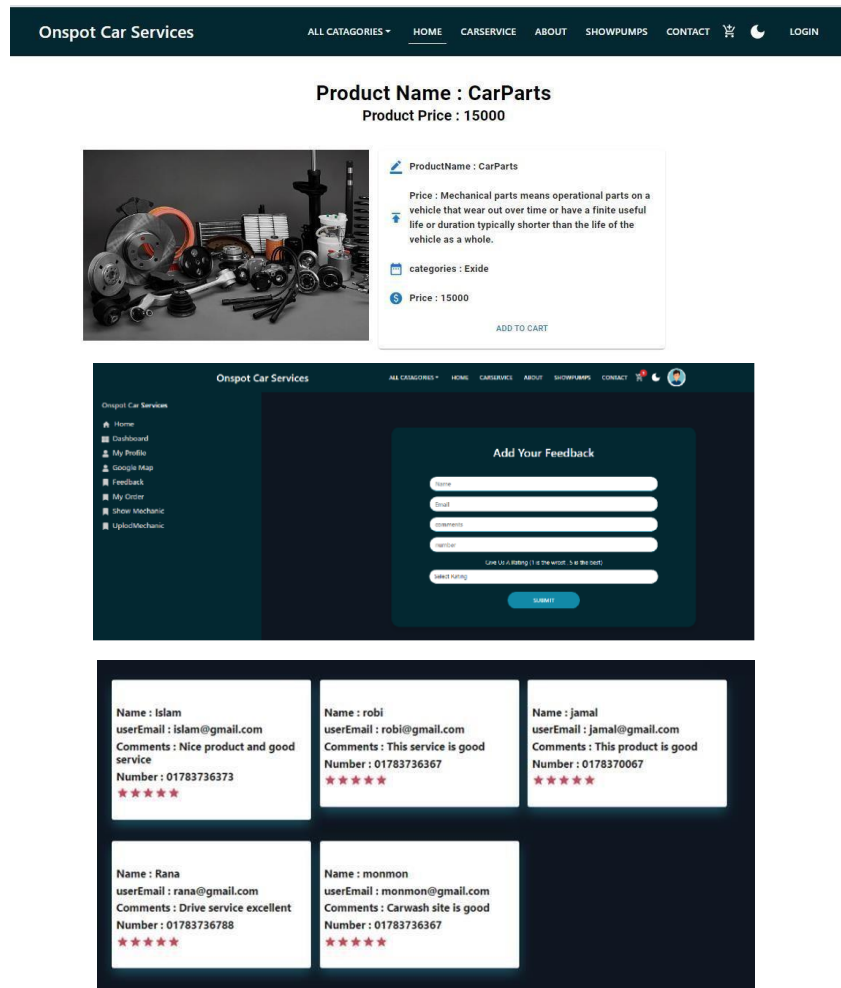 Onspot Car Services ALL CATAGORIES HOME CARSERVICE ABOUT SHOWPUMPS CONTACT LOGIN
Product Name : CarParts
Product Price : 15000
ProductName : CarParts
Price : Mechanical parts means operational parts on a
vehicle that wear out over time or have a finite useful
life or duration typically shorter than the life of the
vehicle as a whole.
categories : Exide
Price : 15000
ADD TO CART
Onspot Car Services ALL CATAGORIES HOME CARSERVICE ABOUT SHOWPUMPS CONTACT
Onspot Car Services
Home
Dashboard
My Profile
Google Map
Feedback
My Order
Show Mechanic
UplodMechanic
Add Your Feedback
Name
Email
comments
number
Give Us A Rating (1 is the wrost , 5 is the best)
Select Rating
SUBMIT
Name : Islam
userEmail : islam@gmail.com
Comments : Nice product and good
service
Number : 01783736373
Name : robi
userEmail : robi@gmail.com
Comments : This service is good
Number : 01783736367
Name : jamal
userEmail : jamal@gmail.com
Comments : This product is good
Number : 0178370067
Name : Rana
userEmail : rana@gmail.com
Comments : Drive service excellent
Number : 01783736788
Name : monmon
userEmail : monmon@gmail.com
Comments : Carwash site is good
Number : 01783736367